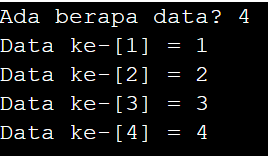 Ada berapa data? 4
Data ke-[1] = 1
Data ke-[2] = 2
Data ke-[3] = 3
Data ke-[4] = 4